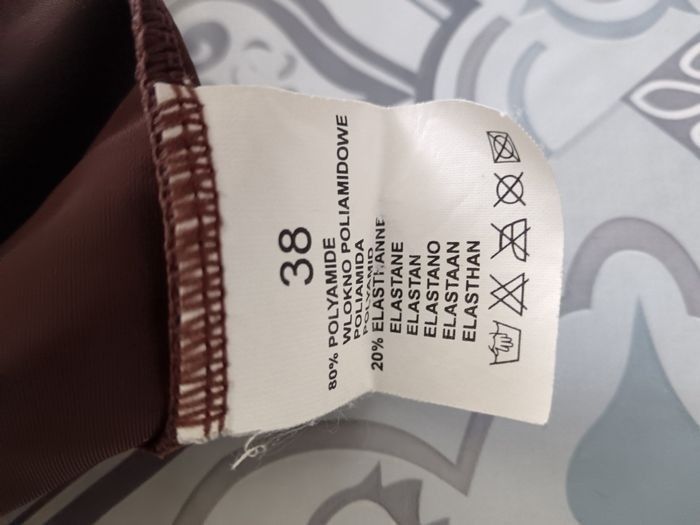 38
80% POLYAMIDE
WLOKNO POLIAMIDOWE
POLIAMIDA
POLYAMID
20% ELASTHANNE
ELASTANE
ELASTAN
ELASTANO
ELASTAAN
ELASTHAN